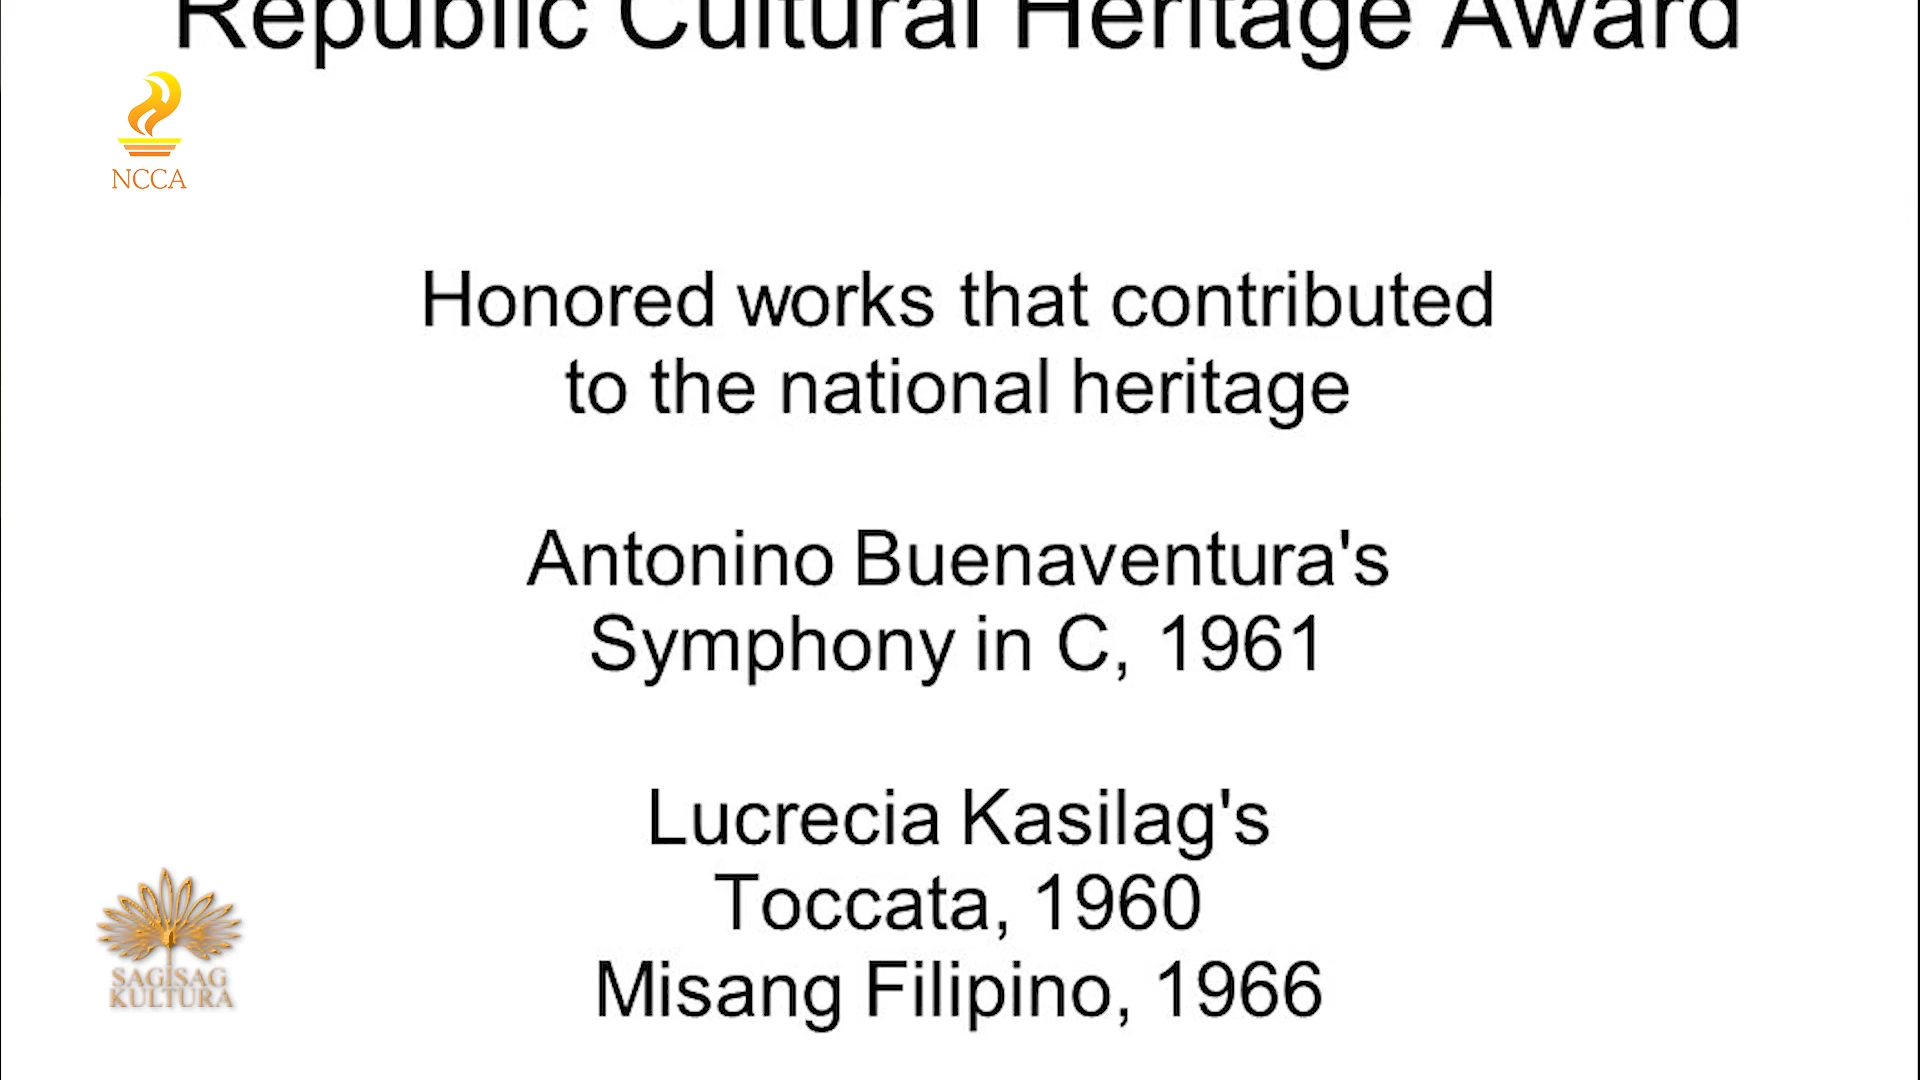 Republic Cultural Heritage Award
NCCA
Honored works that contributed
to the national heritage
Antonino Buenaventura's
Symphony in C, 1961
Lucrecia Kasilag's
Toccata, 1960
Misang Filipino, 1966
SAGISAG
KULTURA